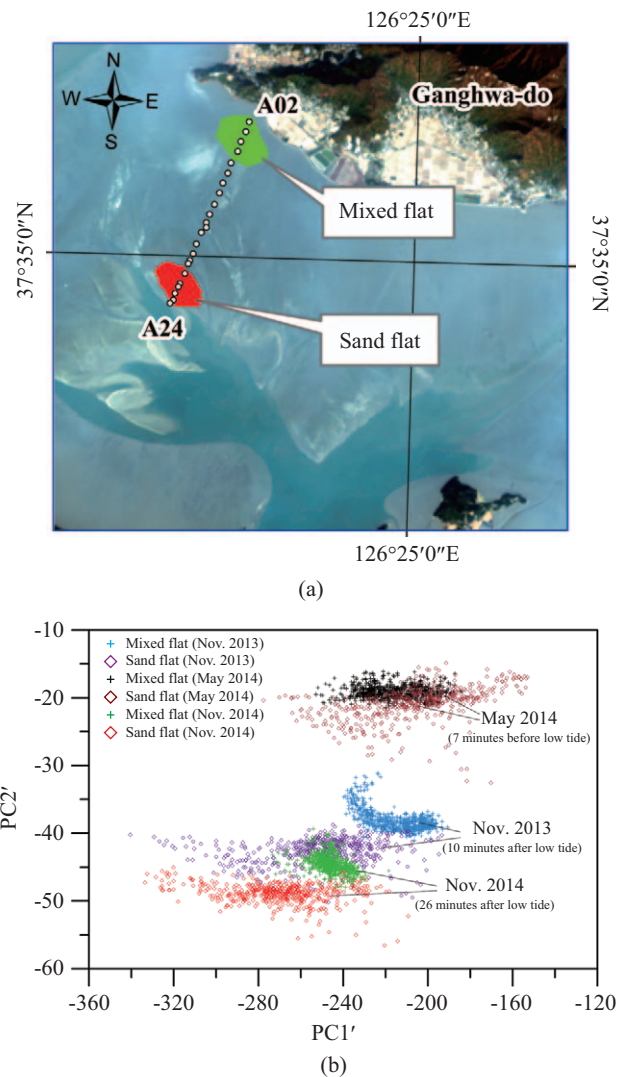 126°25′0″E
N
W E
S
A02
Ganghwa-do
Mixed flat
37°35′0″N
37°35′0″N
A24
Sand flat
126°25′0″E
(a)
-10
Mixed flat (Nov. 2013)
Sand flat (Nov. 2013)
Mixed flat (May 2014)
Sand flat (May 2014)
Mixed flat (Nov. 2014)
Sand flat (Nov. 2014)
-20
May 2014
(7 minutes before low tide)
-30
PC2′
Nov. 2013
-40
(10 minutes after low tide)
Nov. 2014
-50
(26 minutes after low tide)
-60
-360 -320 -280 -240 -200 -160 -120
PC1′
(b)